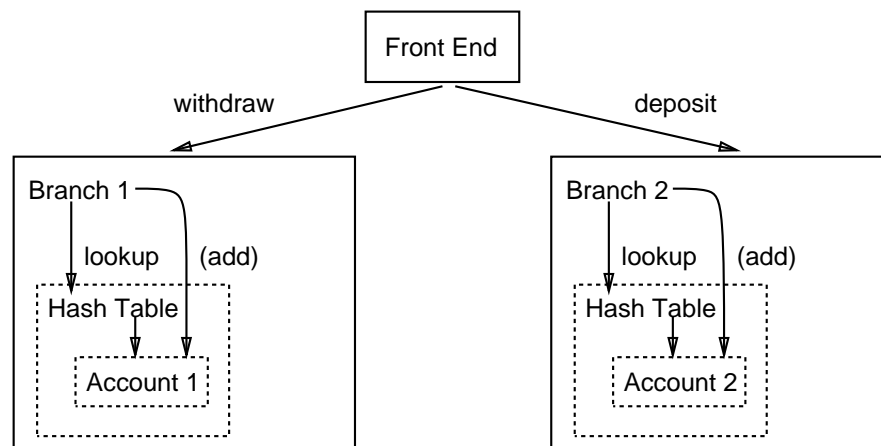 Front End
withdraw
deposit
Branch 1
lookup
(add)
Hash Table
Account 1
Branch 2
lookup
(add)
Hash Table
Account 2